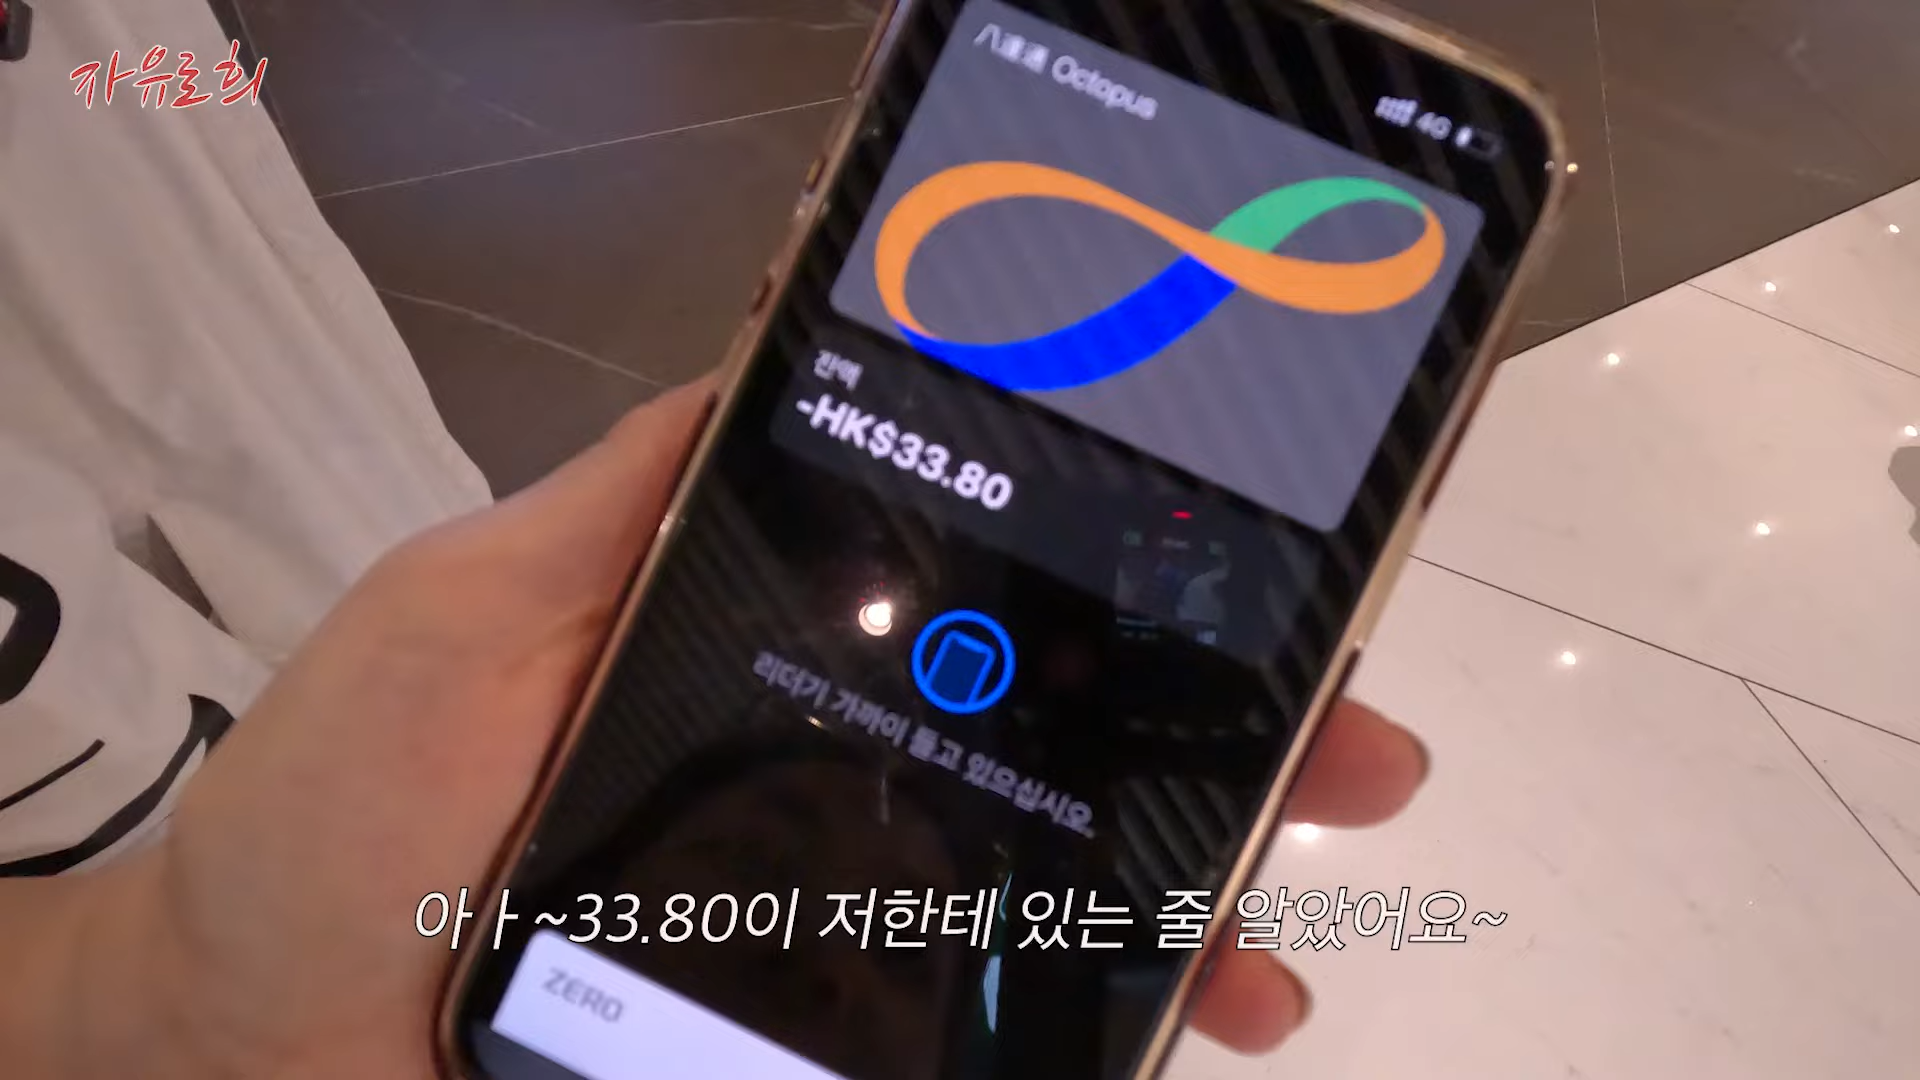 자유로희
八達通 Octopus
4G
잔액
-HK$33.80
리더기 가까이 들고 있으십시오.
아ㅏ~33.80이 저한테 있는 줄 알았어요~
ZERO